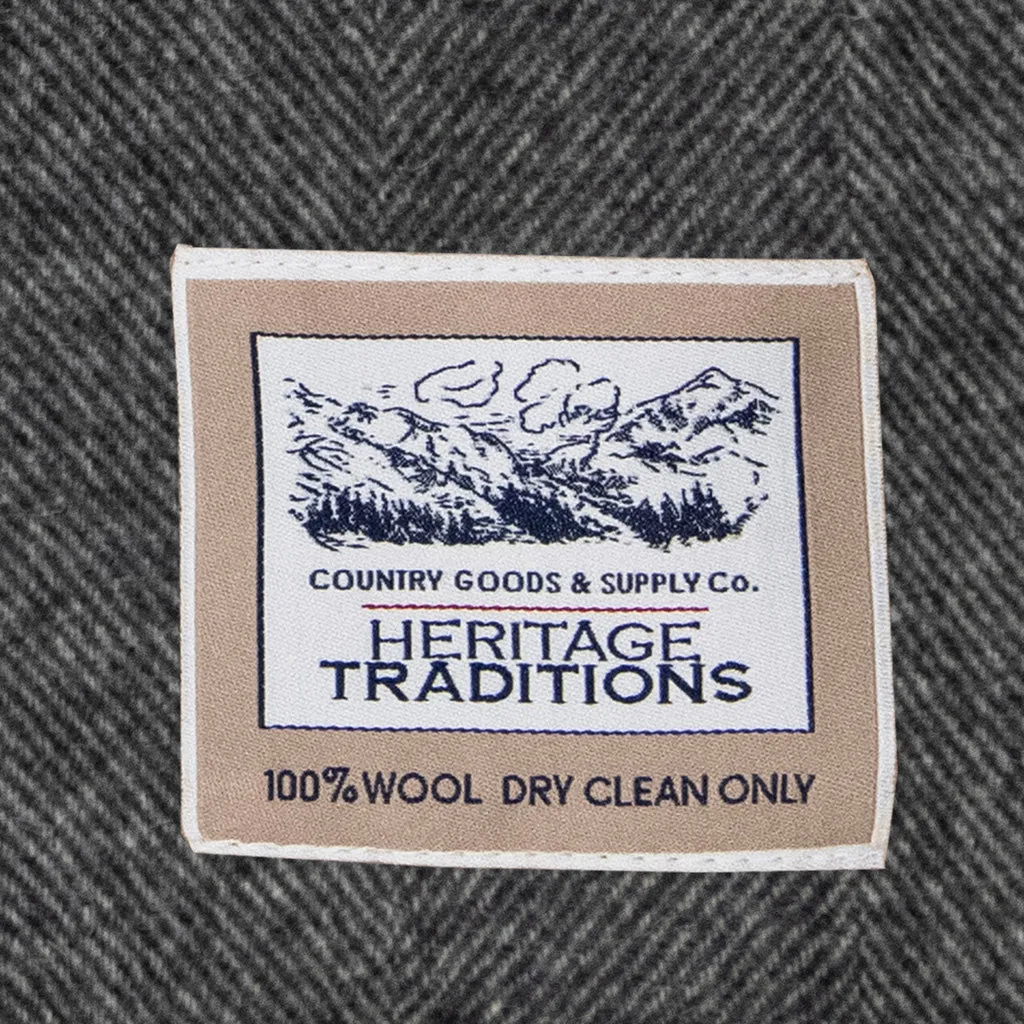 COUNTRY GOODS & SUPPLY Co.
HERITAGE
TRADITIONS
100% WOOL DRY CLEAN ONLY